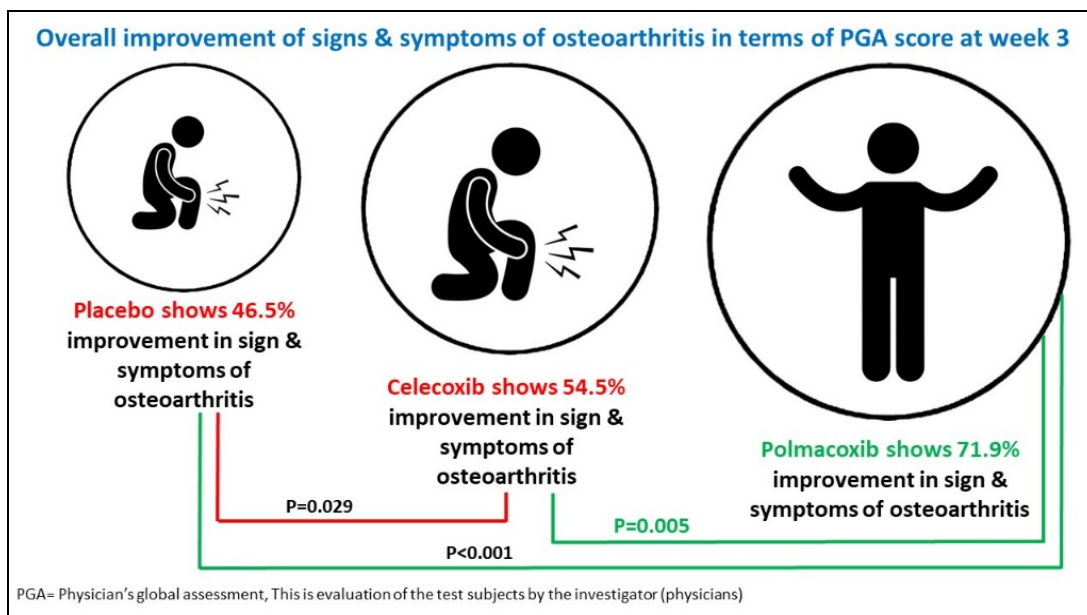 Overall improvement of signs & symptoms of osteoarthritis in terms of PGA score at week 3
Placebo shows 46.5%
improvement in sign &
symptoms of
osteoarthritis
Celecoxib shows 54.5%
improvement in sign &
symptoms of
osteoarthritis
Polmacoxib shows 71.9%
improvement in sign &
symptoms of osteoarthritis
P=0.029
P=0.005
P<0.001
PGA= Physician’s global assessment, This is evaluation of the test subjects by the investigator (physicians)